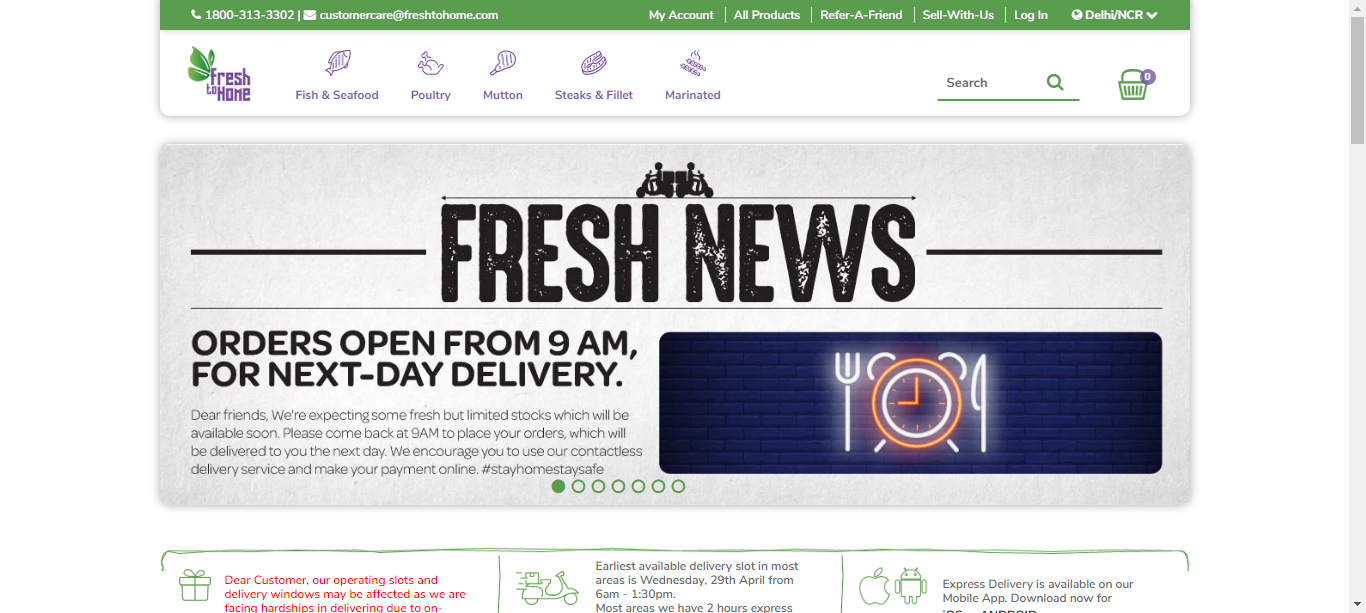 1800-313-3302 | customercare@freshtohome.com
My Account All Products Refer-A-Friend Sell-With-Us Log In Delhi/NCR
fresh
to HOME
Fish & Seafood Poultry Mutton Steaks & Fillet Marinated
Search
0
FRESH NEWS
ORDERS OPEN FROM 9 AM,
FOR NEXT-DAY DELIVERY.
Dear friends, We're expecting some fresh but limited stocks which will be
available soon. Please come back at 9AM to place your orders, which will
be delivered to you the next day. We encourage you to use our contactless
delivery service and make your payment online. #stayhomestaysafe
Dear Customer, our operating slots and
delivery windows may be affected as we are
facing hardships in delivering due to on-
Earliest available delivery slot in most
areas is Wednesday, 29th April from
6am - 1:30pm.
Most areas we have 2 hours express
Express Delivery is available on our
Mobile App. Download now for